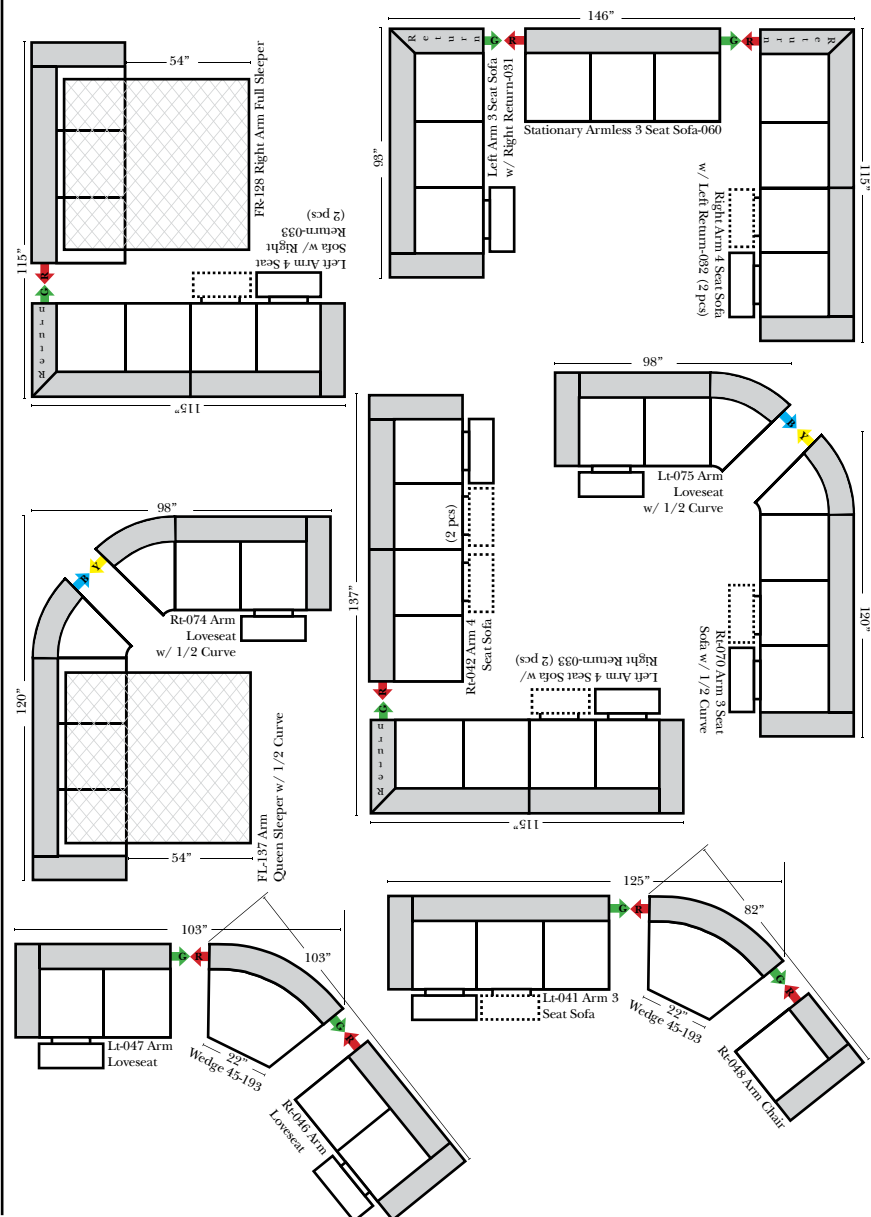 54”
115”
FR-128 Right Arm Full Sleeper
R
G
Return
Left Arm 4 Seat
Sofa w/ Right
Return-033
(2 pcs)
115”
146”
Return
G
R
G
R
Return
93”
Left Arm 3 Seat Sofa
w/ Right Return-031
Stationary Armless 3 Seat Sofa-060
Right Arm 4 Seat Sofa
w/ Left Return-032 (2 pcs)
115”
98”
B
Y
Rt-074 Arm
Loveseat
w/ 1/2 Curve
120”
54”
FL-137 Arm
Queen Sleeper w/ 1/2 Curve
137”
(2 pcs)
Rt-042 Arm 4
Seat Sofa
R
G
Return
Left Arm 4 Seat Sofa w/
Right Return-033 (2 pcs)
115”
98”
B
Y
Lt-075 Arm
Loveseat
w/ 1/2 Curve
Rt-070 Arm 3 Seat
Sofa w/ 1/2 Curve
120”
103”
G
R
103”
G
R
22”
Wedge 45-193
Lt-047 Arm
Loveseat
Rt-046 Arm
Loveseat
125”
G
R
82”
G
R
22”
Wedge 45-193
Lt-041 Arm 3
Seat Sofa
Rt-048 Arm Chair